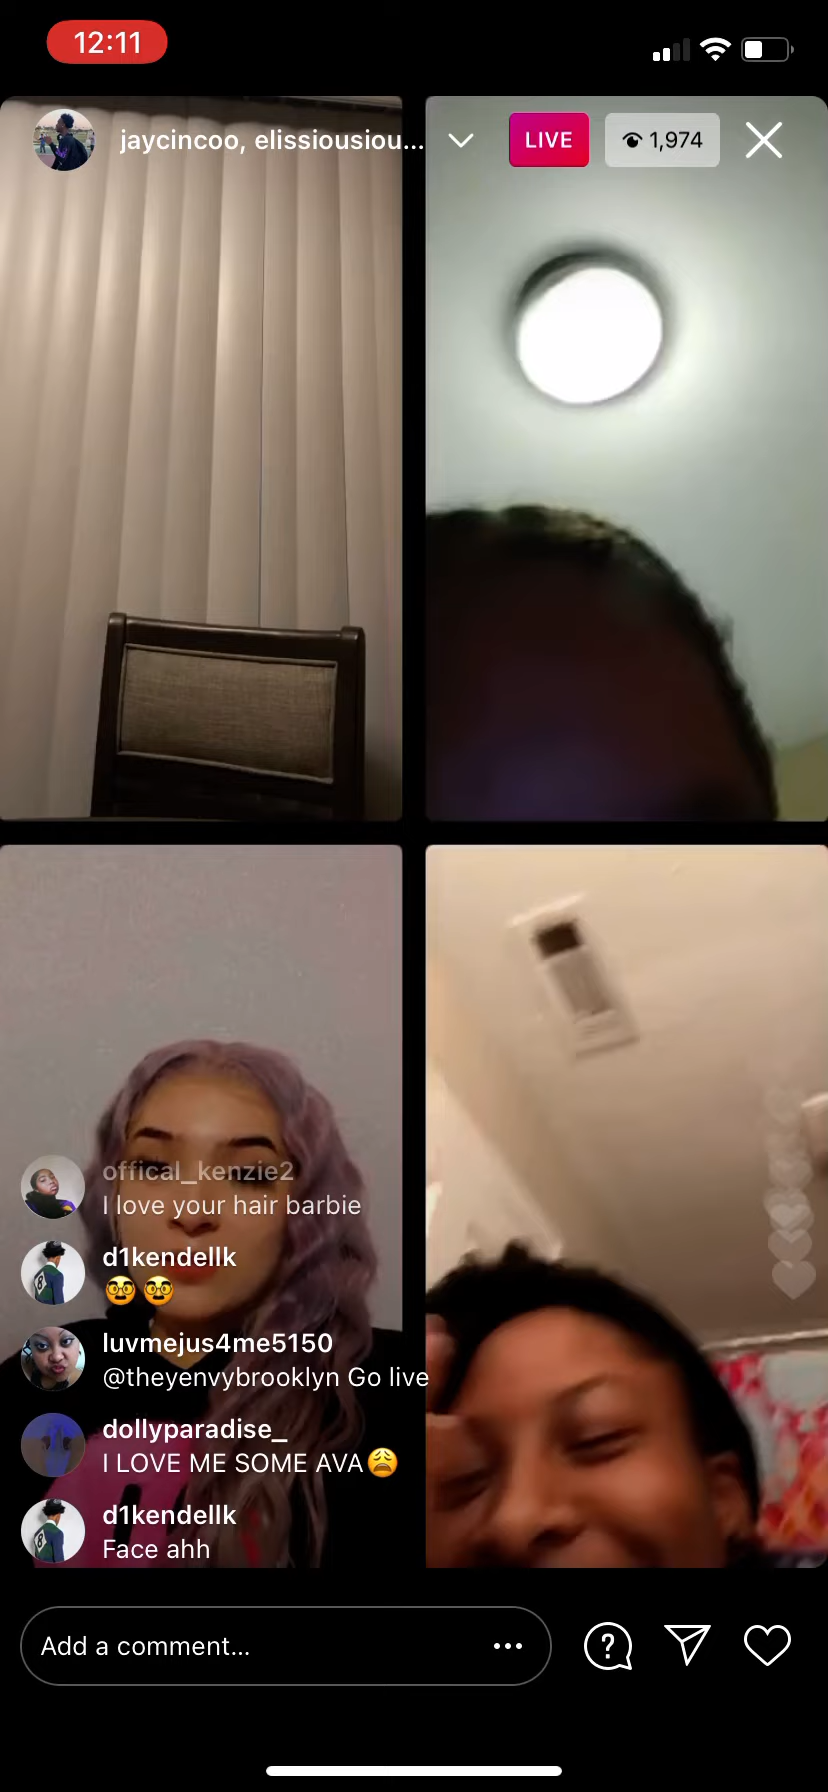 12:11
jaycincoo, elissiousiou...
LIVE
1,974
offical_kenzie2
I love your hair barbie
d1kendellk
🥸 🥸
luvmejus4me5150
@theyenvybrooklyn Go live
dollyparadise_
I LOVE ME SOME AVA😩
d1kendellk
Face ahh
Add a comment...